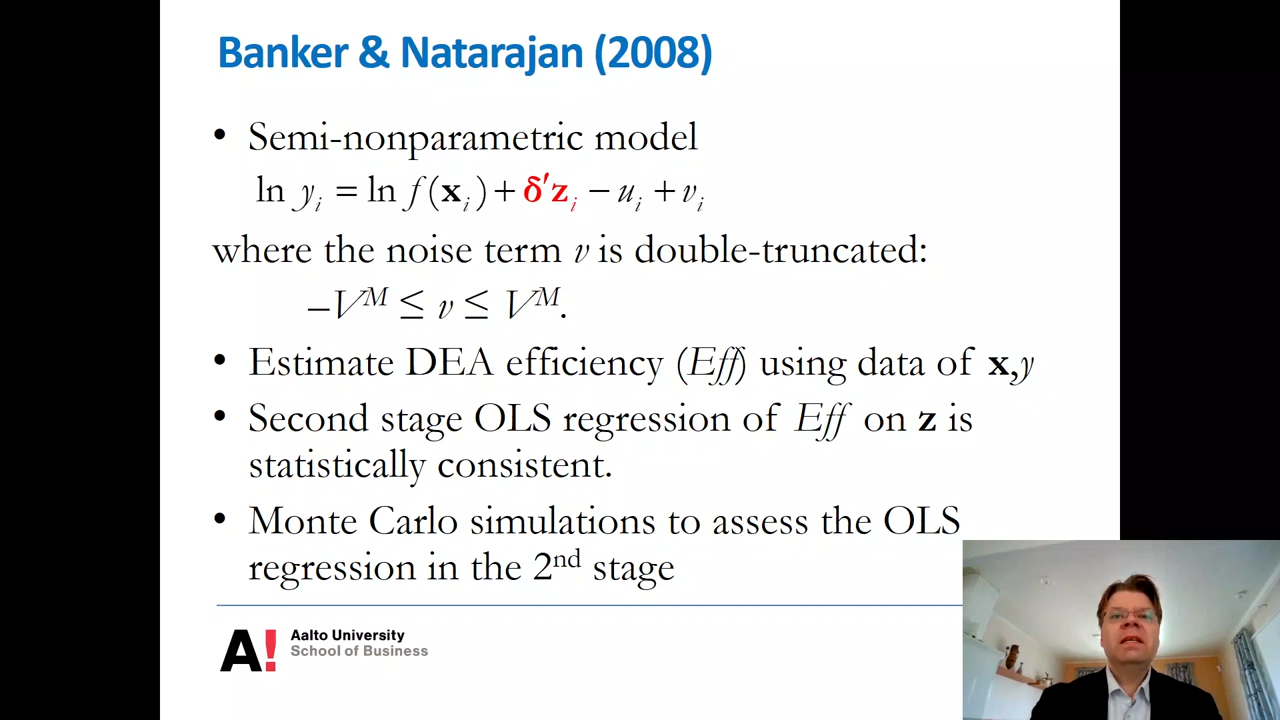 Banker & Natarajan (2008)
• Semi-nonparametric model
ln yᵢ = ln f(𝐱ᵢ) + 𝛅′𝐳ᵢ − uᵢ + vᵢ
where the noise term v is double-truncated:
–Vᴹ ≤ v ≤ Vᴹ.
• Estimate DEA efficiency (Eff) using data of x,y
• Second stage OLS regression of Eff on z is
statistically consistent.
• Monte Carlo simulations to assess the OLS
regression in the 2nd stage
A!
Aalto University
School of Business